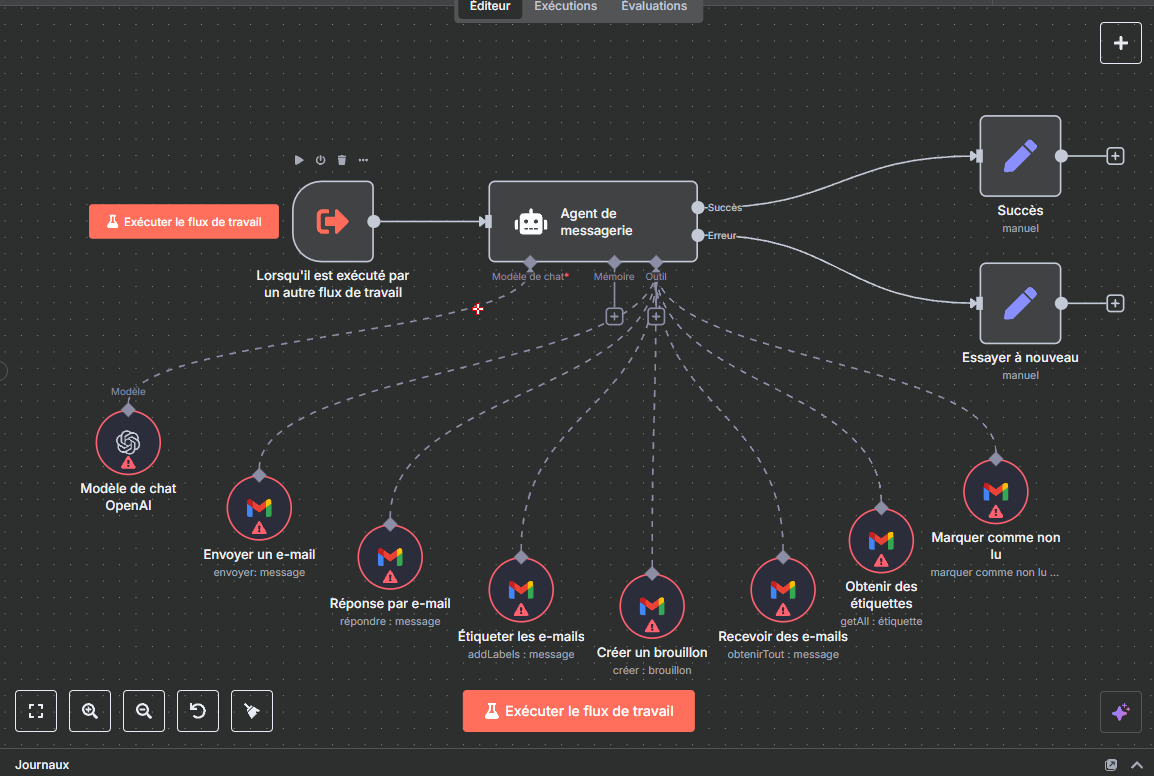 Éditeur
Exécutions
Évaluations
Exécuter le flux de travail
Lorsqu'il est exécuté par
un autre flux de travail
Agent de
messagerie
Succès
Erreur
Modèle de chat*
Mémoire
Outil
Succès
manuel
Essayer à nouveau
manuel
Modèle
Modèle de chat
OpenAI
Envoyer un e-mail
envoyer: message
Réponse par e-mail
répondre : message
Étiqueter les e-mails
addLabels : message
Créer un brouillon
créer : brouillon
Recevoir des e-mails
obtenirTout : message
Obtenir des
étiquettes
getAll : étiquette
Marquer comme non
lu
marquer comme non lu ...
Exécuter le flux de travail
Journaux